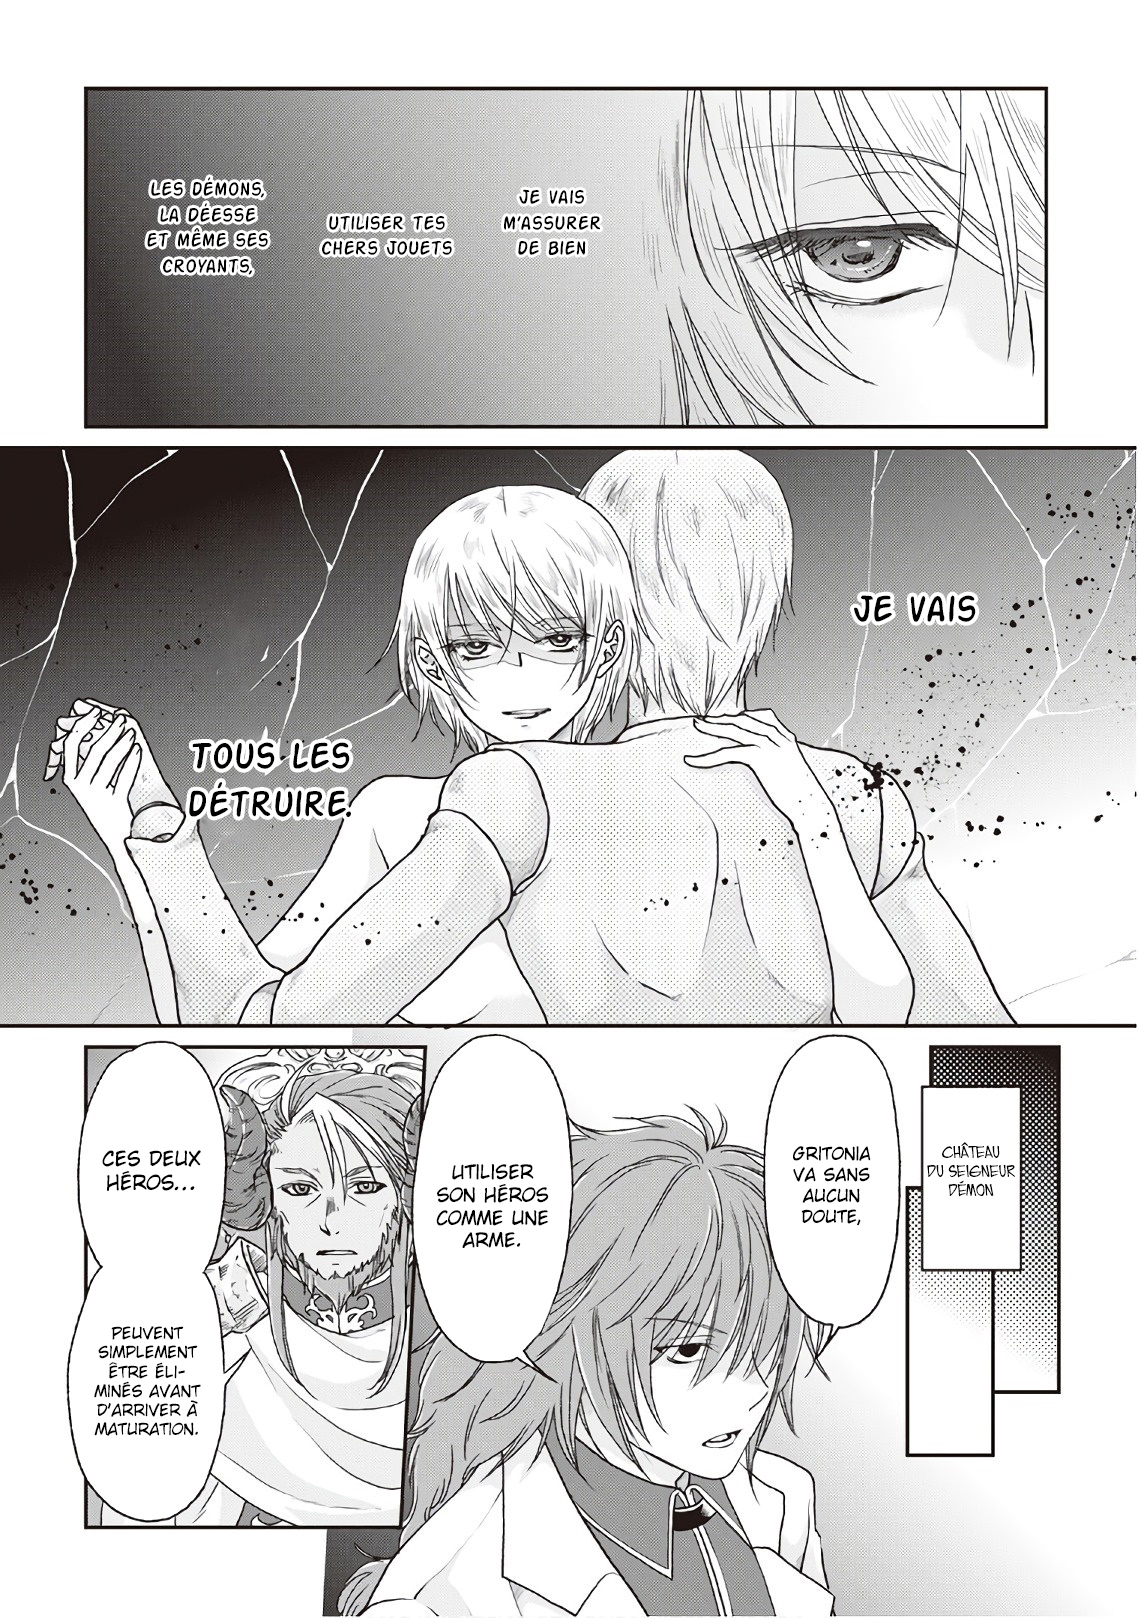 JE VAIS
M'ASSURER
DE BIEN
UTILISER TES
CHERS JOUETS
LES DÉMONS,
LA DÉESSE
ET MÊME SES
CROYANTS,
JE VAIS
TOUS LES
DÉTRUIRE.
CHÂTEAU
DU SEIGNEUR
DÉMON
GRITONIA
VA SANS
AUCUN
DOUTE,
UTILISER
SON HÉROS
COMME UNE
ARME.
CES DEUX
HÉROS...
PEUVENT
SIMPLEMENT
ÊTRE ÉLI-
MINÉS AVANT
D'ARRIVER À
MATURATION.